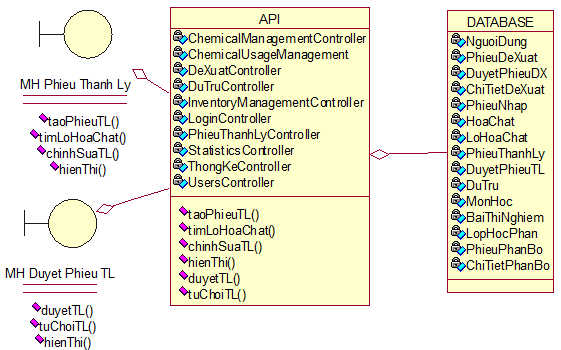 MH Phieu Thanh Ly
taoPhieuTL()
timLoHoaChat()
chinhSuaTL()
hienThi()
MH Duyet Phieu TL
duyetTL()
tuChoiTL()
hienThi()
API
ChemicalManagementController
ChemicalUsageManagement
DeXuatController
DuTruController
InventoryManagementController
LoginController
PhieuThanhLyController
StatisticsController
ThongKeController
UsersController
taoPhieuTL()
timLoHoaChat()
chinhSuaTL()
hienThi()
duyetTL()
tuChoiTL()
DATABASE
NguoiDung
PhieuDeXuat
DuyetPhieuDX
ChiTietDeXuat
PhieuNhap
HoaChat
LoHoaChat
PhieuThanhLy
DuyetPhieuTL
DuTru
MonHoc
BaiThiNghiem
LopHocPhan
PhieuPhanBo
ChiTietPhanBo